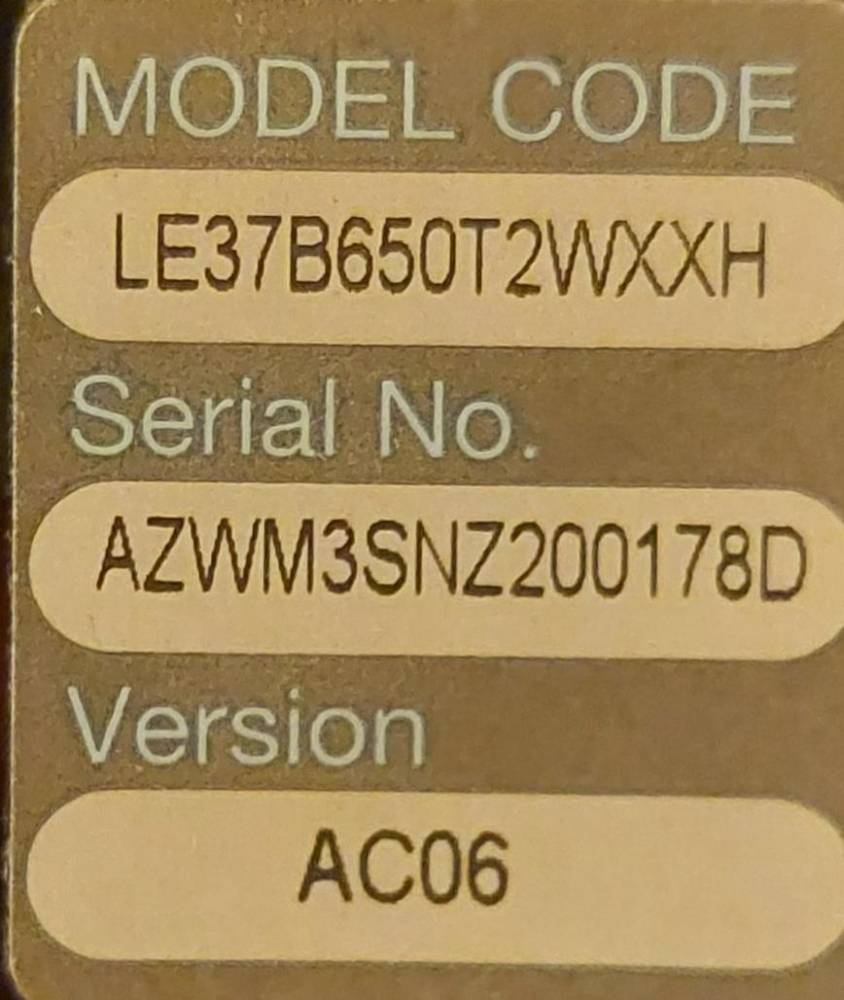 MODEL CODE
LE37B650T2WXXH
Serial No.
AZWM3SNZ200178D
Version
AC06